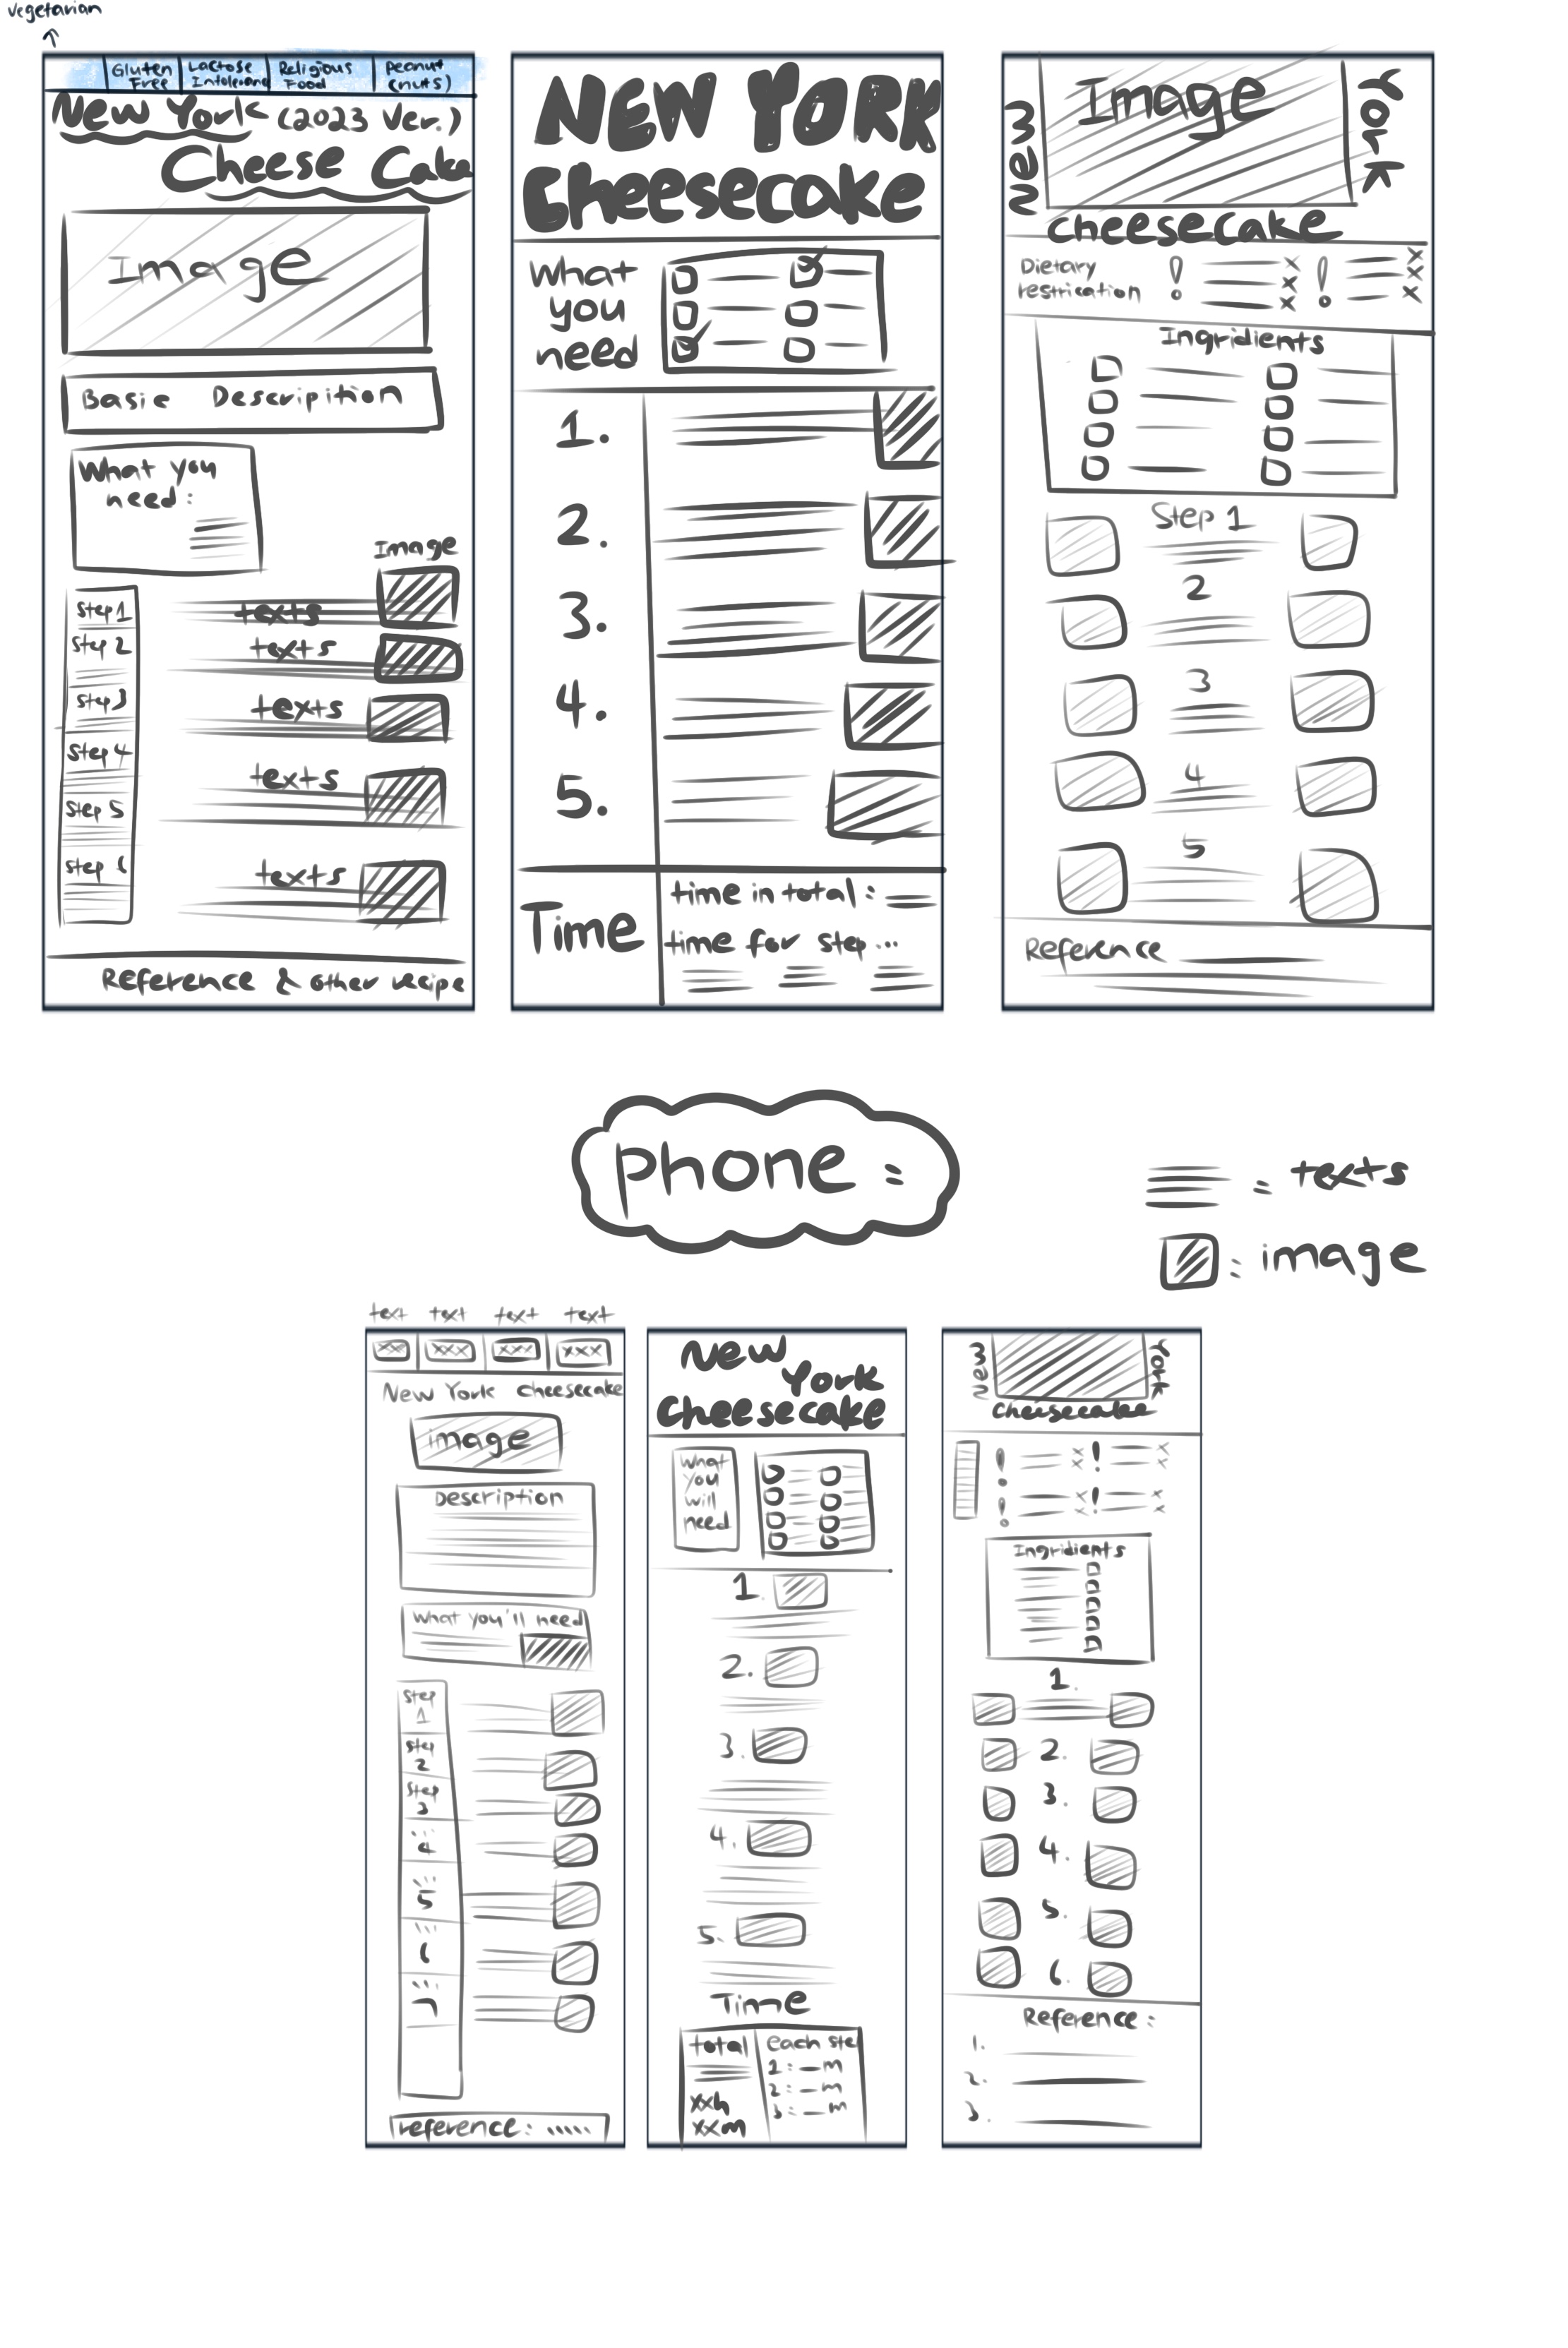 vegetarian
Gluten Free
Lactose
Religious Food
Peanut (nuts)
New York (2023 Ver.)
Cheese Cake
Image
Basic Descripition
What you
need:
Image
Step 1
texts
Step 2
texts
Step 3
texts
Step 4
texts
Step 5
Step 6
texts
Reference & other recipe
NEW YORK
Cheesecake
What
you
need
1.
2.
3.
4.
5.
Time
time in total:
time for step...
New
Image
York
cheesecake
Dietary
Ingridients
Step 1
2
3
4
5
Reference
phone :
= texts
: image
text text text text
xx xxx xxx xxx
New York cheesecake
image
Description
What you'll need
Step
1
Step
2
Step
3
4
5
6
7
reference:
New
York
Cheesecake
What
you
will
need
1.
2.
3.
4.
5.
Time
total
xxh
xxm
each ste
1: m
2: m
3: m
New
York
cheesecake
Ingridients
1.
2.
3.
4.
5.
6.
Reference:
1.
2.
3.